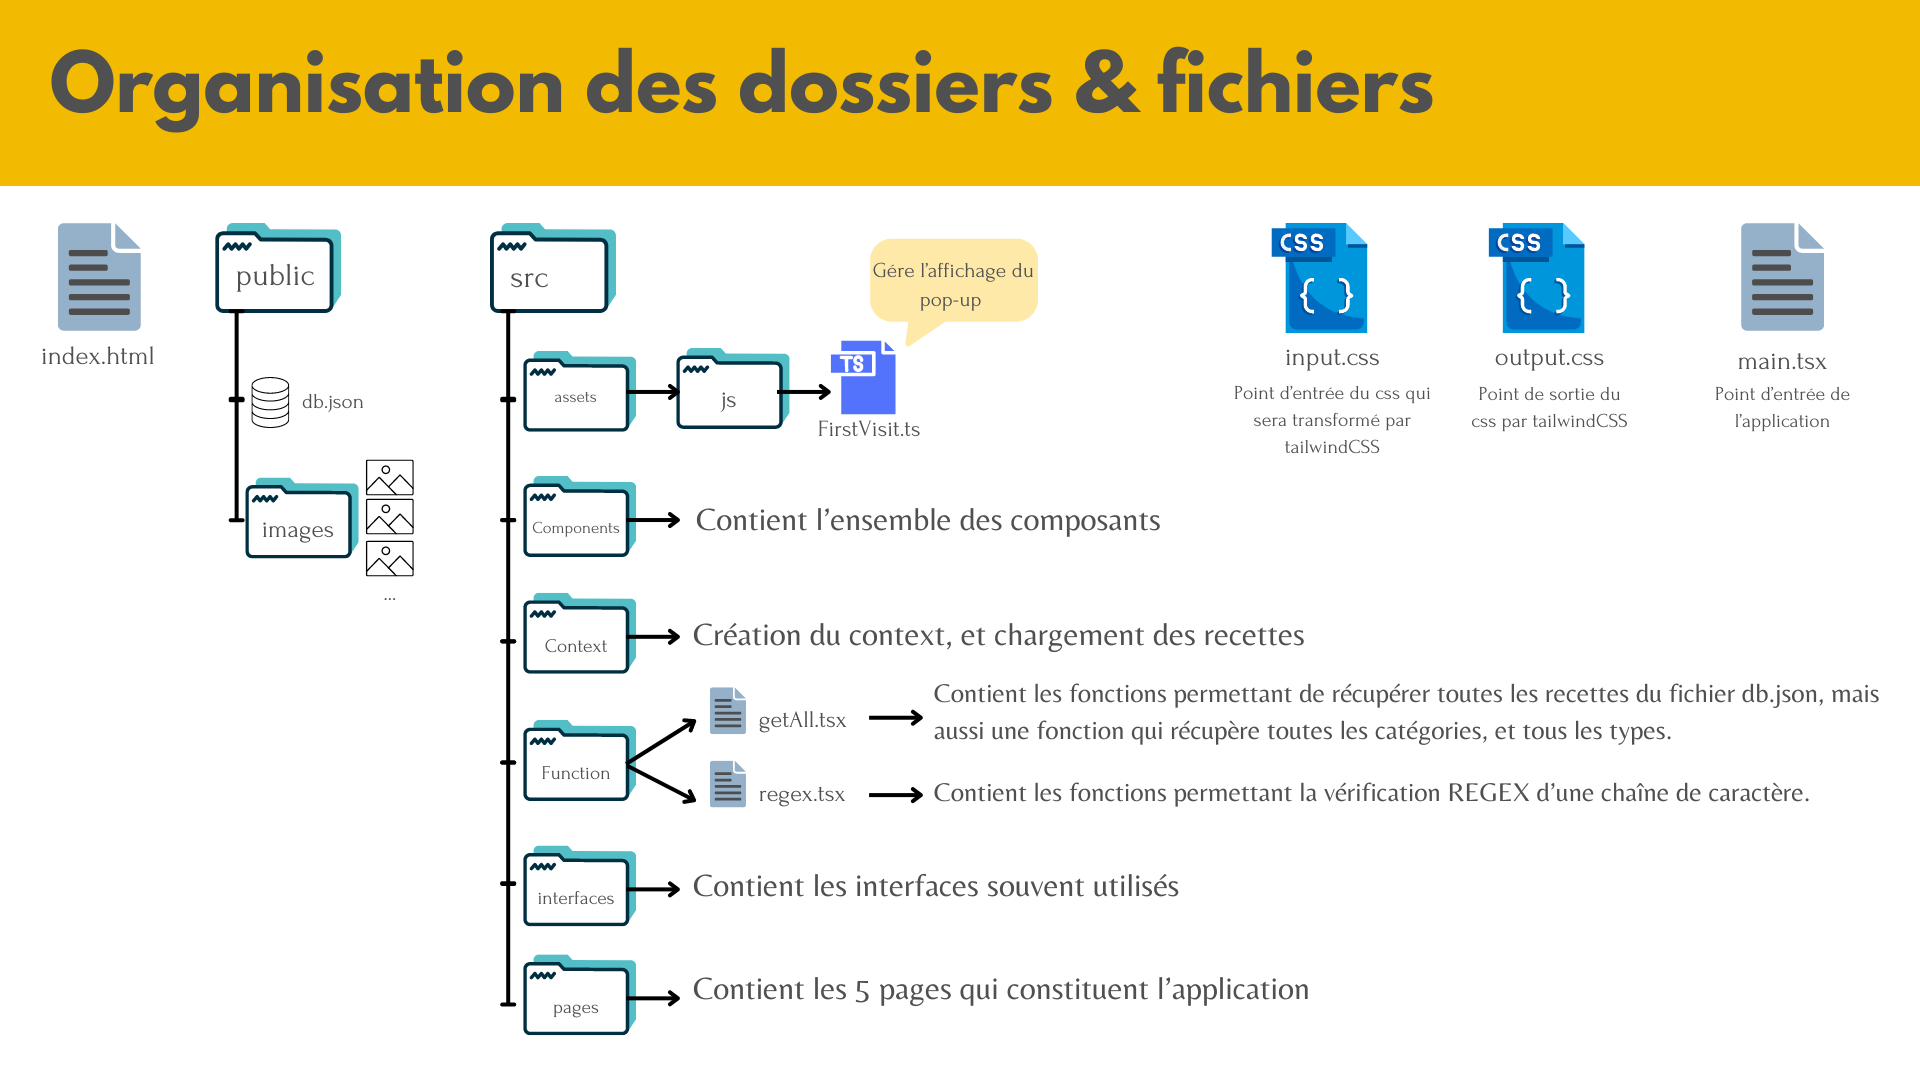 Organisation des dossiers & fichiers
index.html
public
db.json
images
...
src
assets
js
TS
FirstVisit.ts
Gére l’affichage du
pop-up
Components
Contient l’ensemble des composants
Context
Création du context, et chargement des recettes
Function
getAll.tsx
Contient les fonctions permettant de récupérer toutes les recettes du fichier db.json, mais
aussi une fonction qui récupère toutes les catégories, et tous les types.
regex.tsx
Contient les fonctions permettant la vérification REGEX d’une chaîne de caractère.
interfaces
Contient les interfaces souvent utilisés
pages
Contient les 5 pages qui constituent l’application
CSS
{ }
input.css
Point d’entrée du css qui
sera transformé par
tailwindCSS
CSS
{ }
output.css
Point de sortie du
css par tailwindCSS
main.tsx
Point d’entrée de
l’application